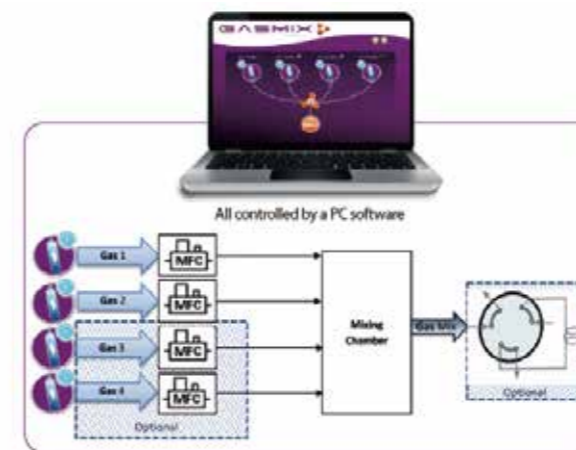 GASMIX
All controlled by a PC software
Gas 1
MFC
Gas 2
MFC
Gas 3
MFC
Gas 4
MFC
Optional
Mixing
Chamber
Gas Mix
Optional